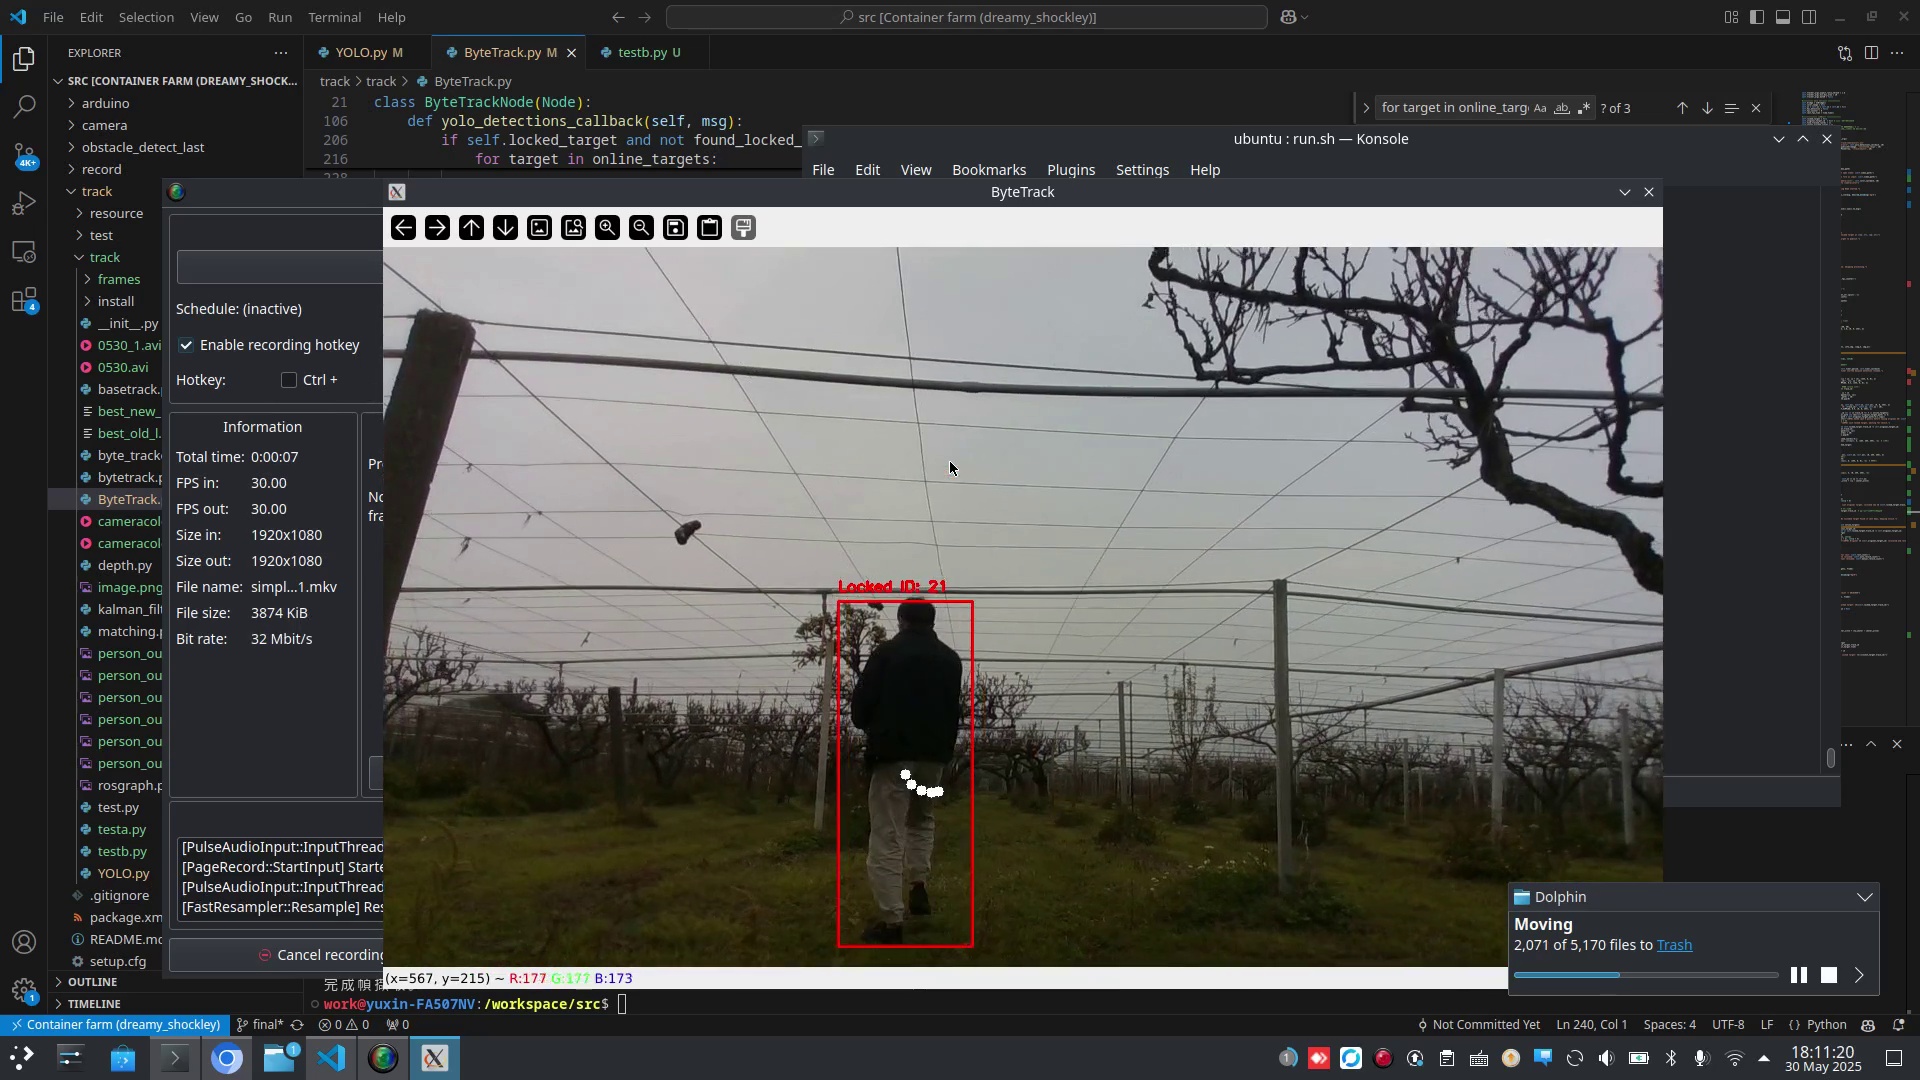 File Edit Selection View Go Run Terminal Help
src [Container farm (dreamy_shockley)]
EXPLORER
SRC [CONTAINER FARM (DREAMY_SHOCK...
arduino
camera
obstacle_detect_last
record
track
resource
test
track
frames
install
__init__.py
0530_1.avi
0530.avi
basetrack.
best_new_
best_old_l.
byte_track
bytetrack.p
ByteTrack.
cameracol
cameracol
depth.py
image.png
kalman_filt
matching.p
person_ou
person_ou
person_ou
person_ou
person_ou
person_ou
rosgraph.p
test.py
testa.py
testb.py
YOLO.py
.gitignore
package.xm
README.md
setup.cfg
OUTLINE
TIMELINE
4K+
4
YOLO.py M
ByteTrack.py M
testb.py U
track > track > ByteTrack.py
21 class ByteTrackNode(Node):
106 def yolo_detections_callback(self, msg):
206 if self.locked_target and not found_locked_
216 for target in online_targets:
for target in online_targ
Aa ab
? of 3
ubuntu : run.sh — Konsole
File Edit View Bookmarks Plugins Settings Help
Schedule: (inactive)
Enable recording hotkey
Hotkey: Ctrl +
Information
Total time: 0:00:07
FPS in: 30.00
FPS out: 30.00
Size in: 1920x1080
Size out: 1920x1080
File name: simpl...1.mkv
File size: 3874 KiB
Bit rate: 32 Mbit/s
Pr
No
fra
[PulseAudioInput::InputThread
[PageRecord::StartInput] Starte
[PulseAudioInput::InputThread
[FastResampler::Resample] Res
Cancel recording
ByteTrack
Locked ID: 21
(x=567, y=215) ~ R:177 G:177 B:173
work@yuxin-FA507NV:/workspace/src$
Dolphin
Moving
2,071 of 5,170 files to Trash
Container farm (dreamy_shockley)
final*
0 0
0
Not Committed Yet
Ln 240, Col 1
Spaces: 4
UTF-8
LF
{} Python
1
1
18:11:20
30 May 2025